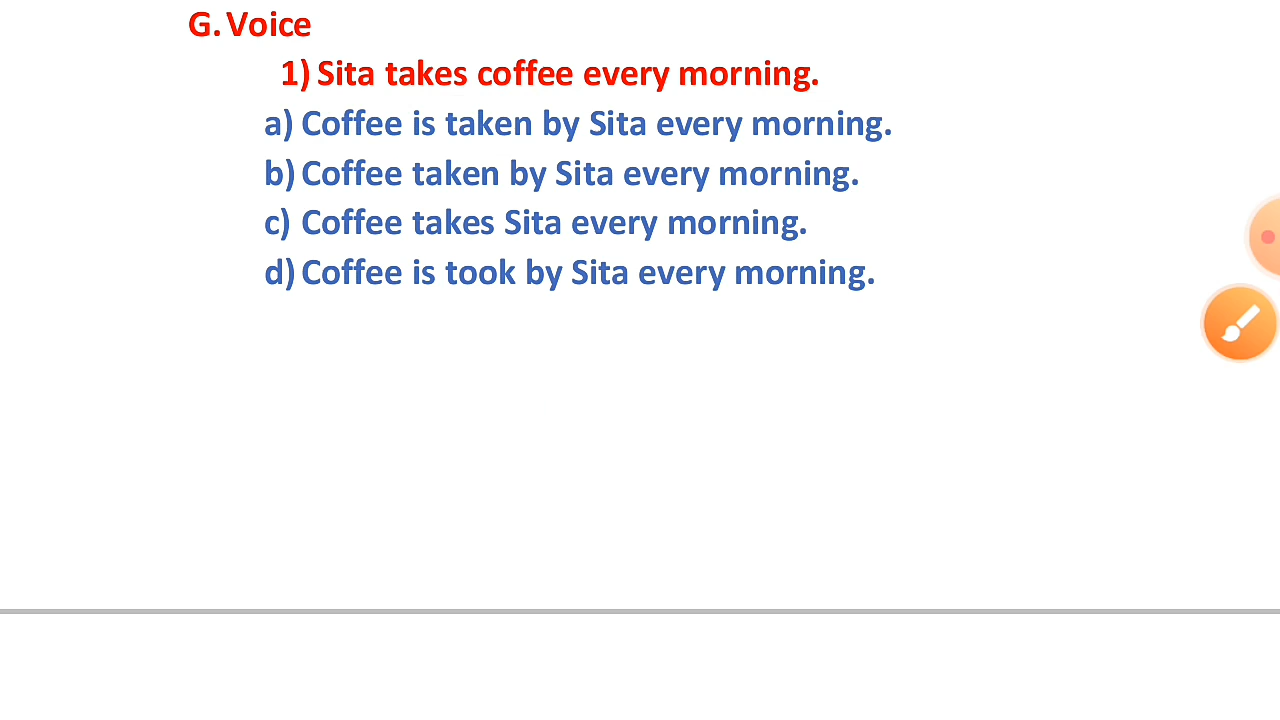 G. Voice
1) Sita takes coffee every morning.
a) Coffee is taken by Sita every morning.
b) Coffee taken by Sita every morning.
c) Coffee takes Sita every morning.
d) Coffee is took by Sita every morning.